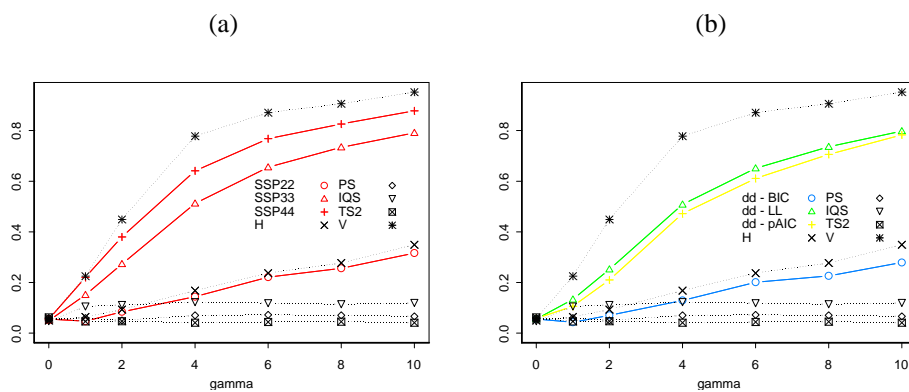 (a)
(b)
0.0 0.2 0.4 0.6 0.8
SSP22 PS
SSP33 IQS
SSP44 TS2
H V
0 2 4 6 8 10
gamma
0.0 0.2 0.4 0.6 0.8
dd - BIC PS
dd - LL IQS
dd - pAIC TS2
H V
0 2 4 6 8 10
gamma